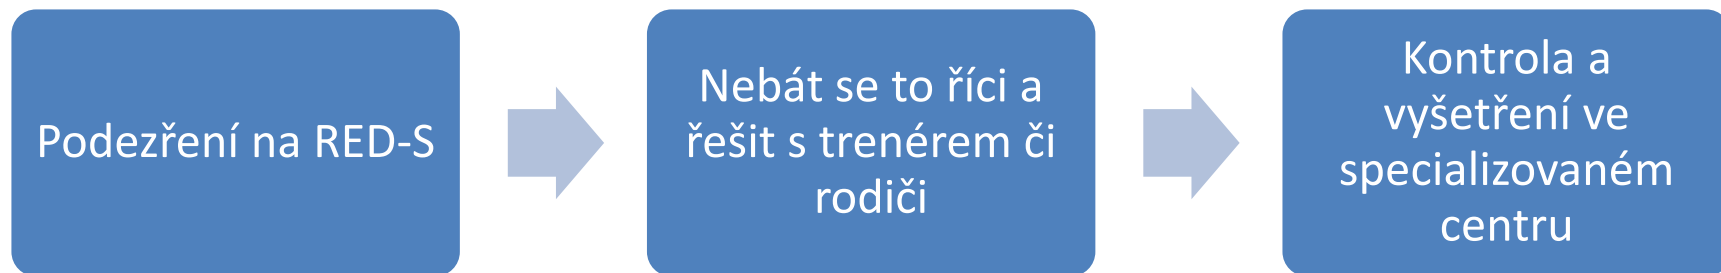 Podezření na RED-S
Nebát se to říci a
řešit s trenérem či
rodiči
Kontrola a
vyšetření ve
specializovaném
centru